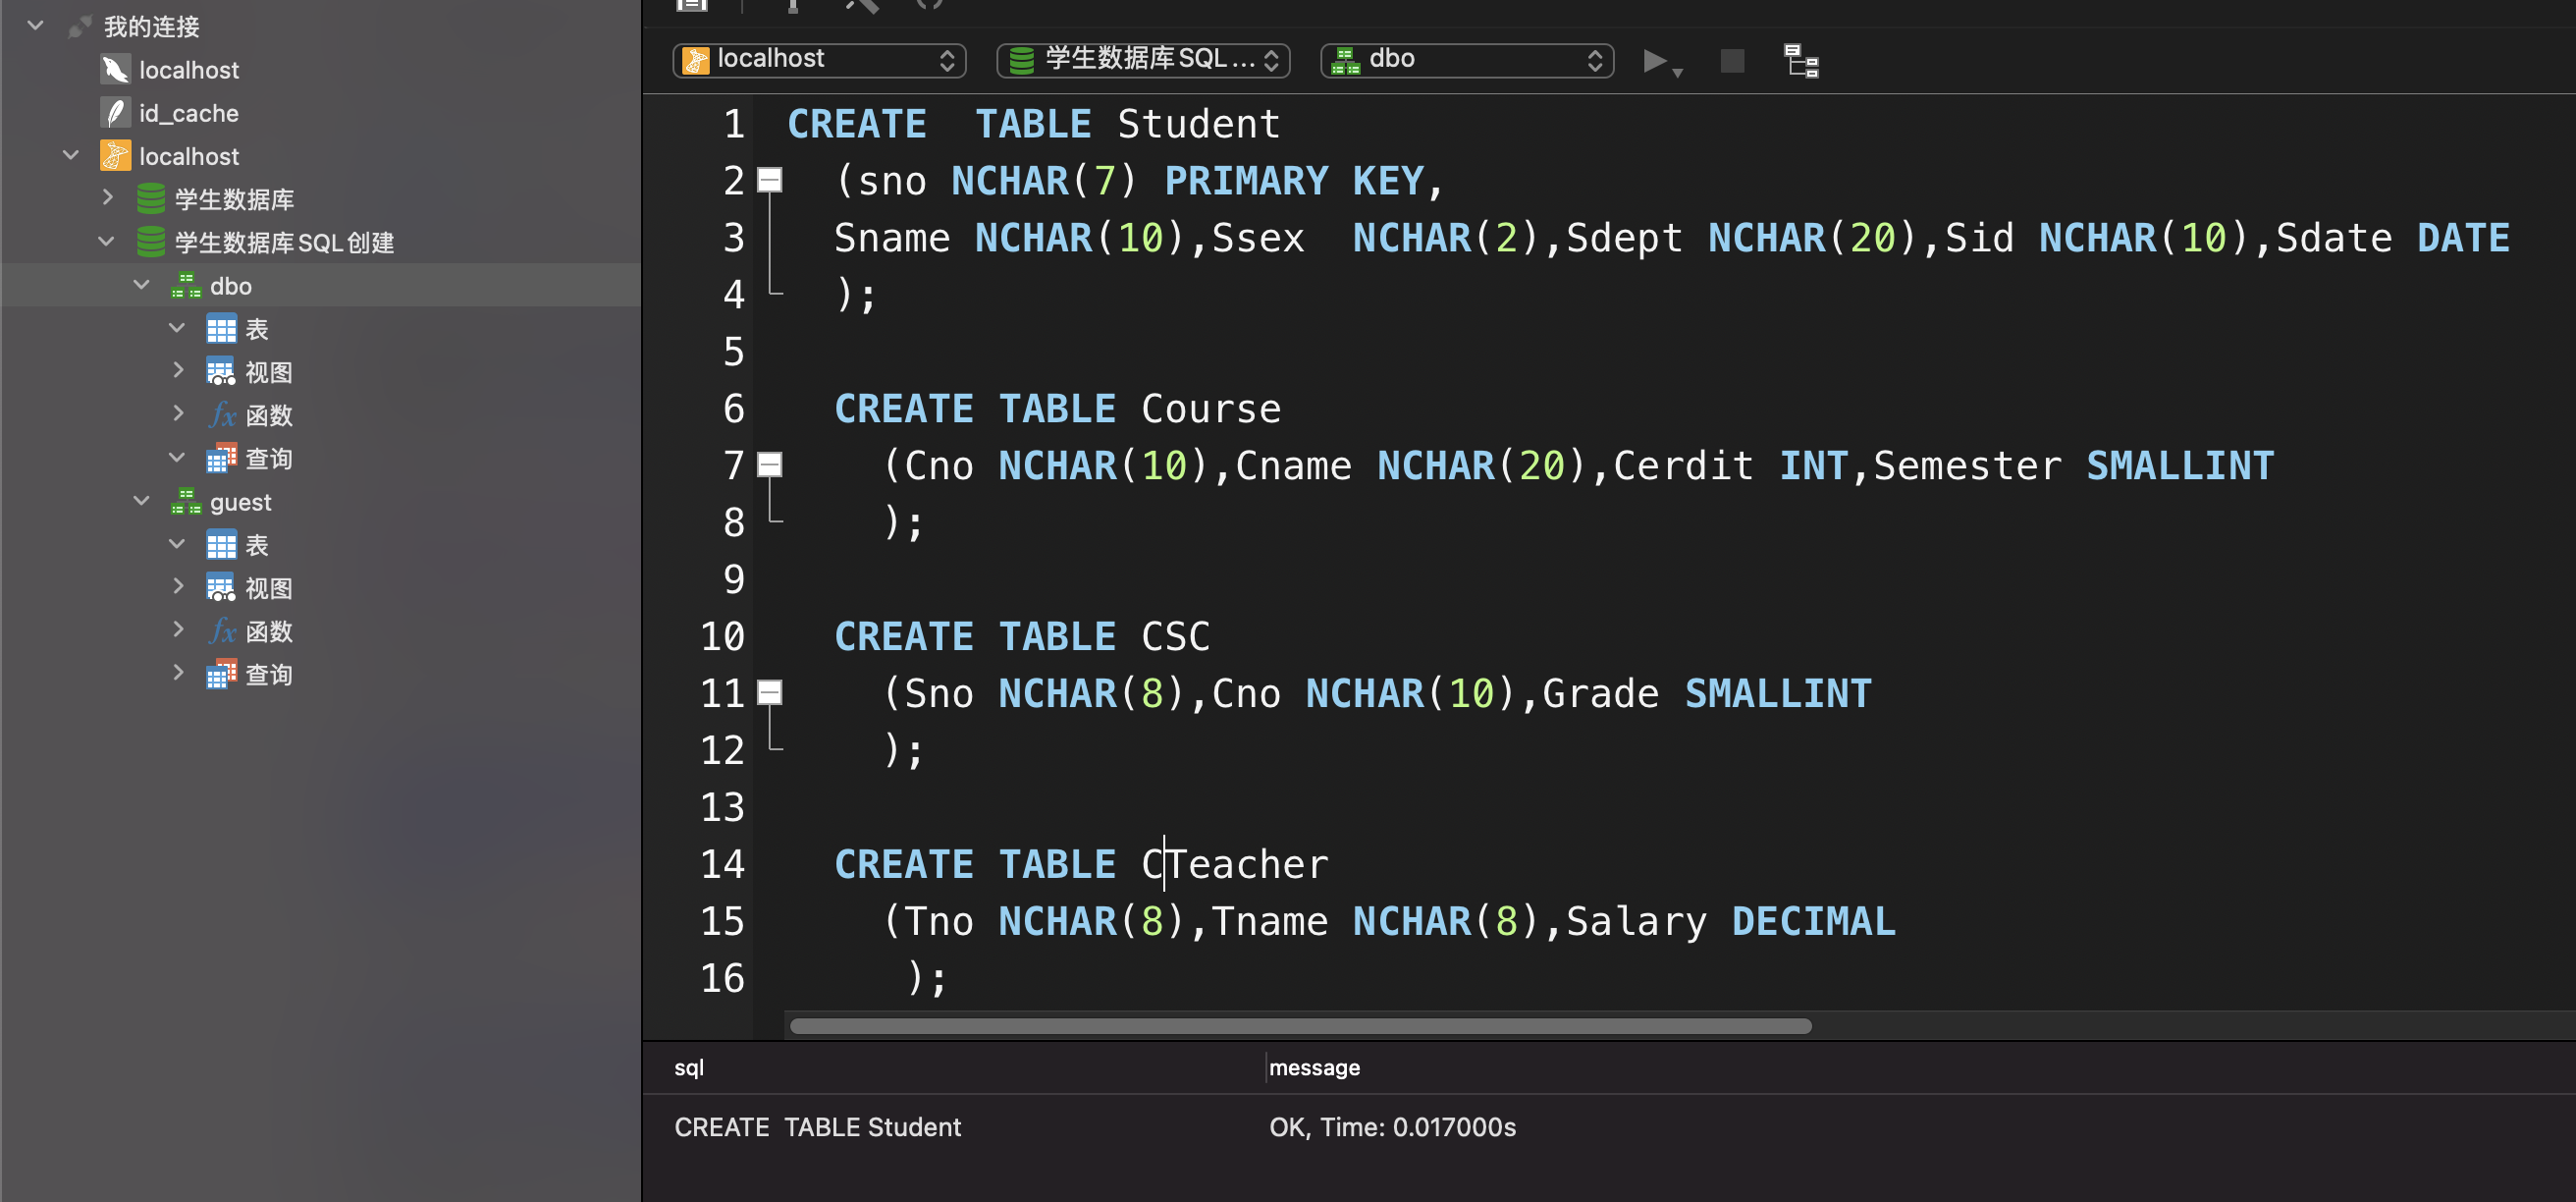 我的连接
localhost
id_cache
localhost
学生数据库
学生数据库SQL创建
dbo
表
视图
fx 函数
查询
guest
表
视图
fx 函数
查询
localhost 学生数据库SQL... dbo
1 CREATE  TABLE Student
2 (sno NCHAR(7) PRIMARY KEY,
3 Sname NCHAR(10),Ssex  NCHAR(2),Sdept NCHAR(20),Sid NCHAR(10),Sdate DATE
4 );
5
6 CREATE TABLE Course
7 (Cno NCHAR(10),Cname NCHAR(20),Cerdit INT,Semester SMALLINT
8 );
9
10 CREATE TABLE CSC
11 (Sno NCHAR(8),Cno NCHAR(10),Grade SMALLINT
12 );
13
14 CREATE TABLE CTeacher
15 (Tno NCHAR(8),Tname NCHAR(8),Salary DECIMAL
16 );
sql message
CREATE  TABLE Student OK, Time: 0.017000s